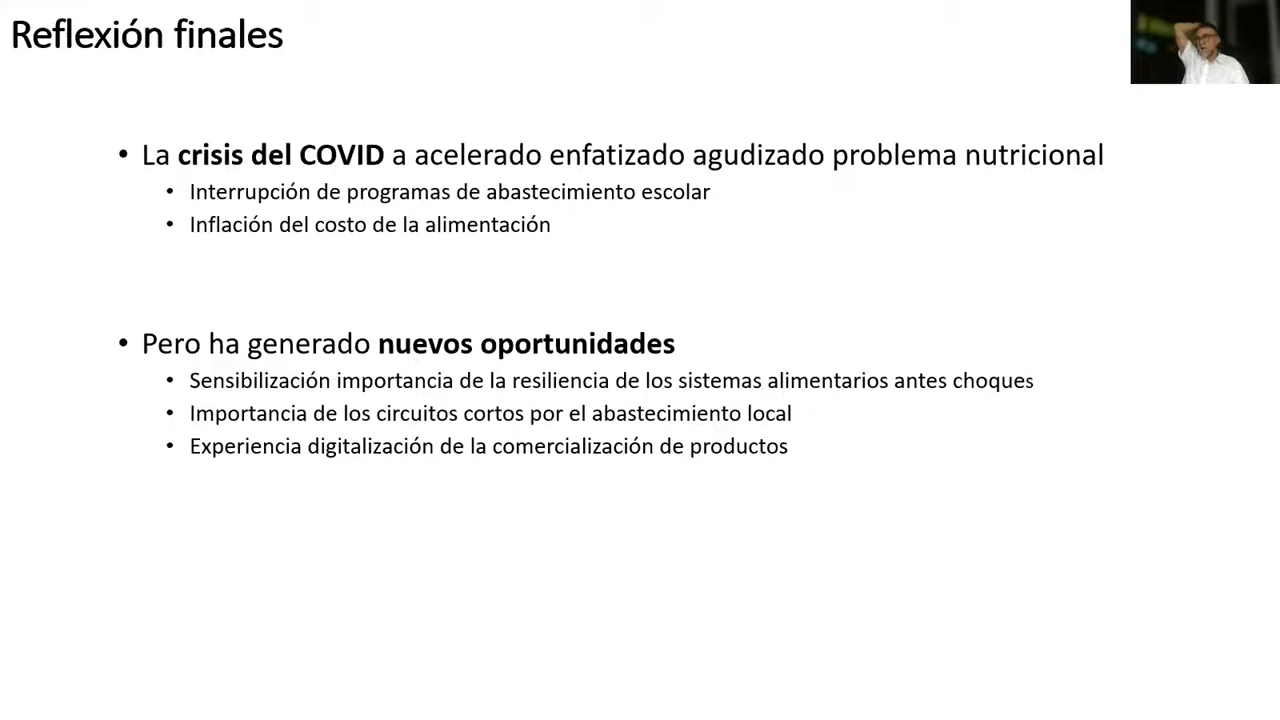 Reflexión finales
• La crisis del COVID a acelerado enfatizado agudizado problema nutricional
• Interrupción de programas de abastecimiento escolar
• Inflación del costo de la alimentación
• Pero ha generado nuevos oportunidades
• Sensibilización importancia de la resiliencia de los sistemas alimentarios antes choques
• Importancia de los circuitos cortos por el abastecimiento local
• Experiencia digitalización de la comercialización de productos